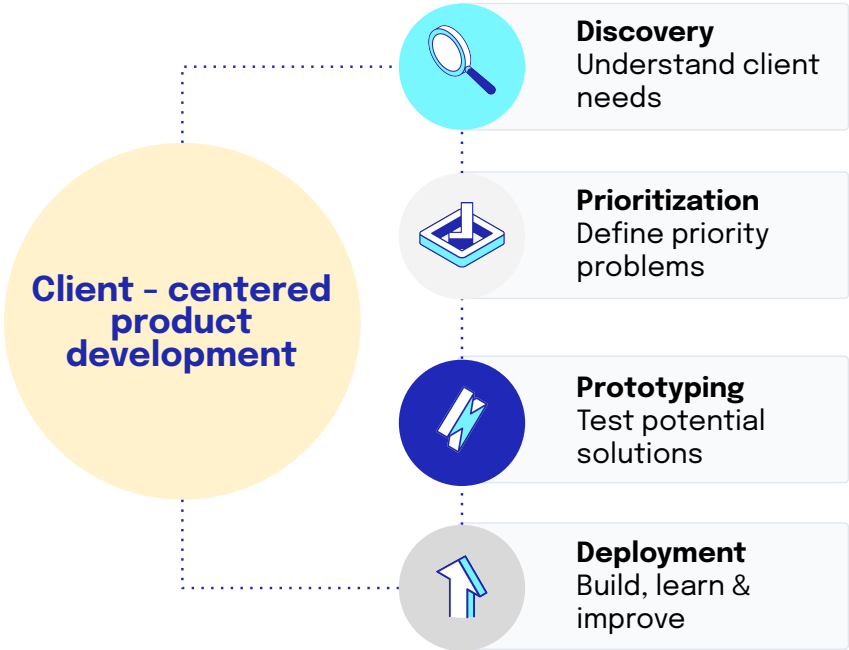 Client - centered
product
development
Discovery
Understand client
needs
Prioritization
Define priority
problems
Prototyping
Test potential
solutions
Deployment
Build, learn &
improve